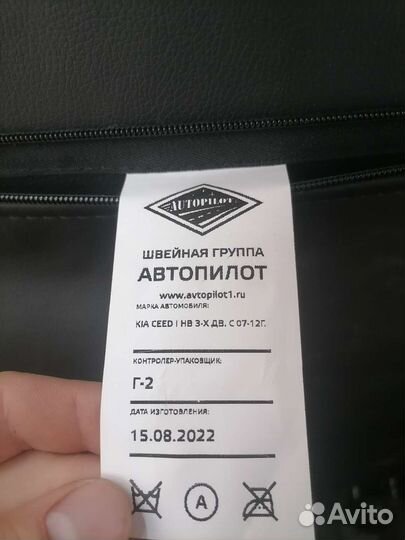 AUTOPILOT
ШВЕЙНАЯ ГРУППА
АВТОПИЛОТ
www.avtopilot1.ru
МАРКА АВТОМОБИЛЯ:
KIA CEED I HB 3-Х ДВ. С 07-12Г.
КОНТРОЛЕР-УПАКОВЩИК:
Г-2
ДАТА ИЗГОТОВЛЕНИЯ:
15.08.2022
A
Avito